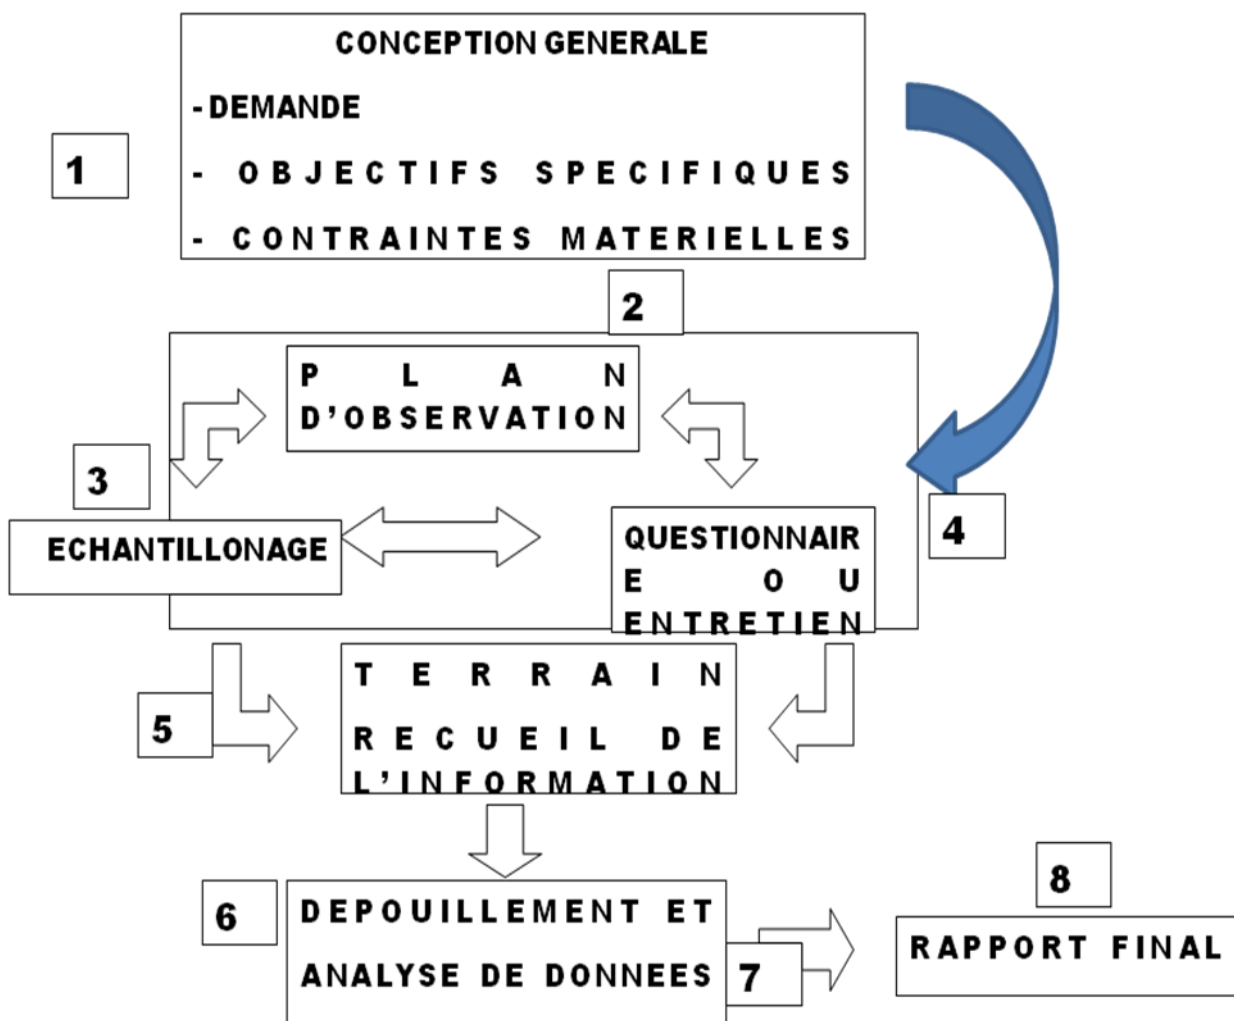 CONCEPTION GENERALE
- DEMANDE
1
- OBJECTIFS SPECIFIQUES
- CONTRAINTES MATERIELLES
2
PLAN
D'OBSERVATION
3
ECHANTILLONAGE
4
QUESTIONNAIR
E OU
ENTRETIEN
5
TERRAIN
RECUEIL DE
L'INFORMATION
6
DEPOUILLEMENT ET
ANALYSE DE DONNEES
7
8
RAPPORT FINAL